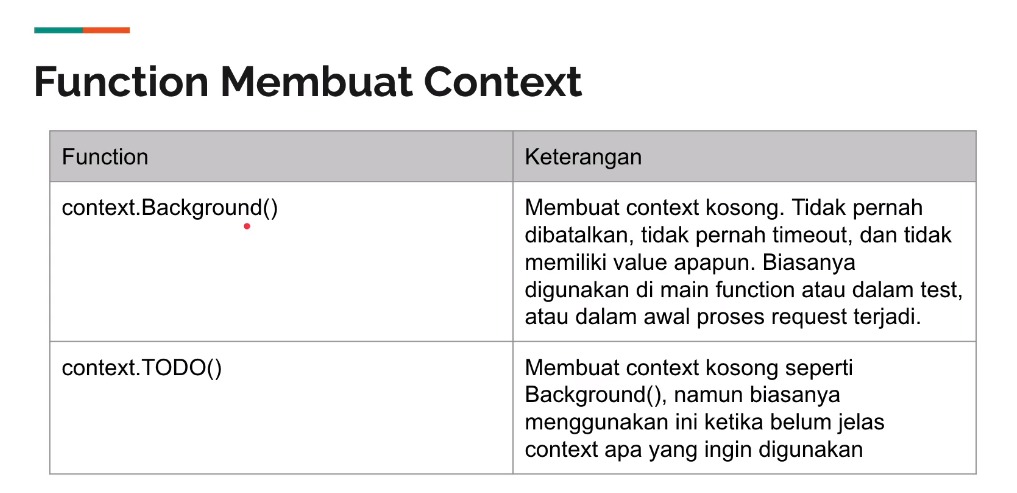 Function Membuat Context
Function
Keterangan
context.Background()
Membuat context kosong. Tidak pernah
dibatalkan, tidak pernah timeout, dan tidak
memiliki value apapun. Biasanya
digunakan di main function atau dalam test,
atau dalam awal proses request terjadi.
context.TODO()
Membuat context kosong seperti
Background(), namun biasanya
menggunakan ini ketika belum jelas
context apa yang ingin digunakan